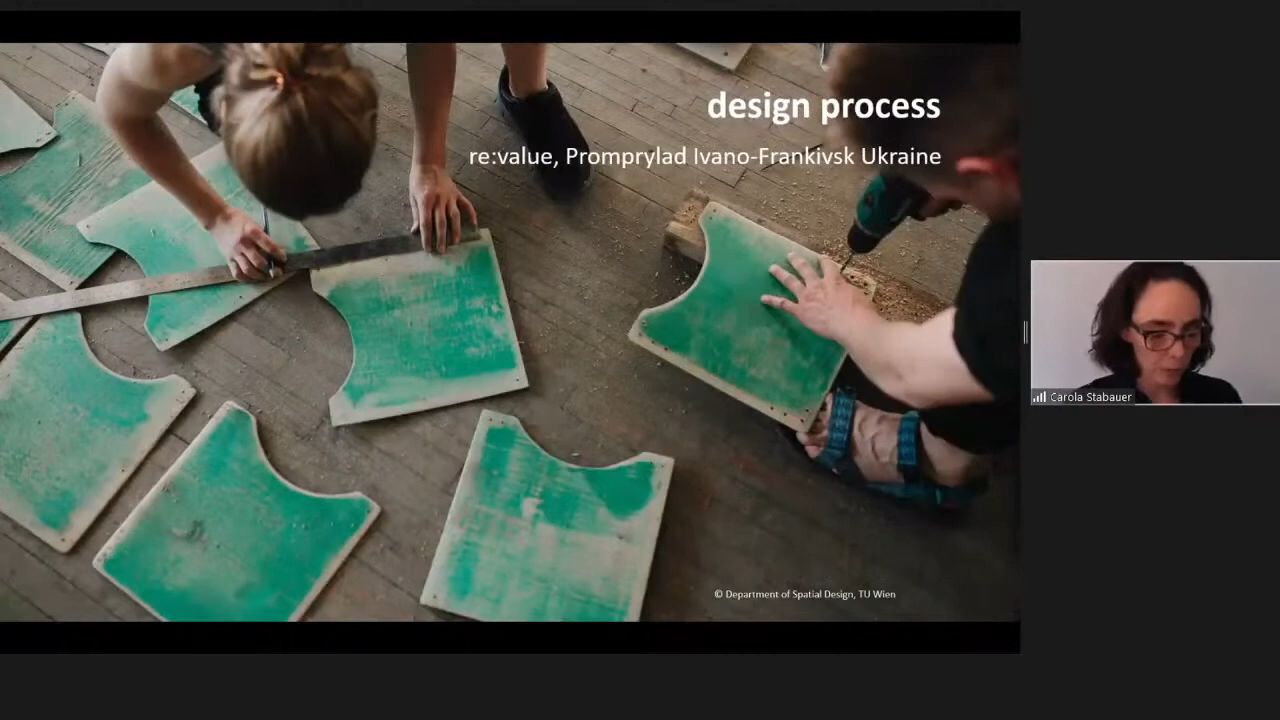 design process
re:value, Promprylad Ivano-Frankivsk Ukraine
Carola Stabauer
© Department of Spatial Design, TU Wien